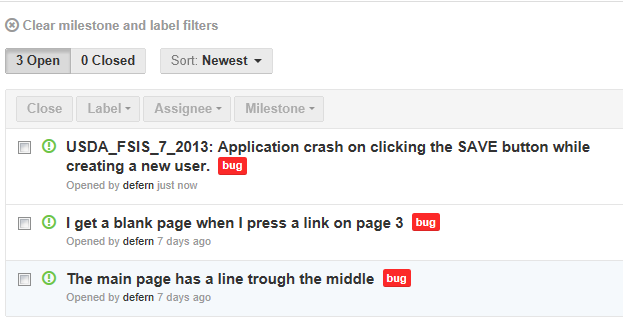 Clear milestone and label filters
3 Open 0 Closed Sort: Newest
Close Label Assignee Milestone
USDA_FSIS_7_2013: Application crash on clicking the SAVE button while
creating a new user. bug
Opened by defern just now
I get a blank page when I press a link on page 3 bug
Opened by defern 7 days ago
The main page has a line trough the middle bug
Opened by defern 7 days ago